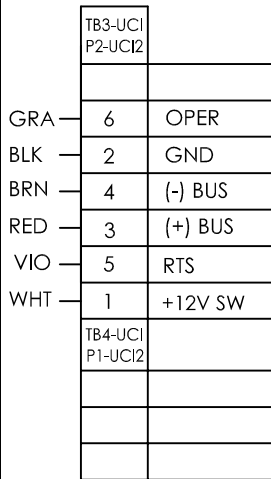 TB3-UCI
P2-UCI2
GRA 6 OPER
BLK 2 GND
BRN 4 (-) BUS
RED 3 (+) BUS
VIO 5 RTS
WHT 1 +12V SW
TB4-UCI
P1-UCI2